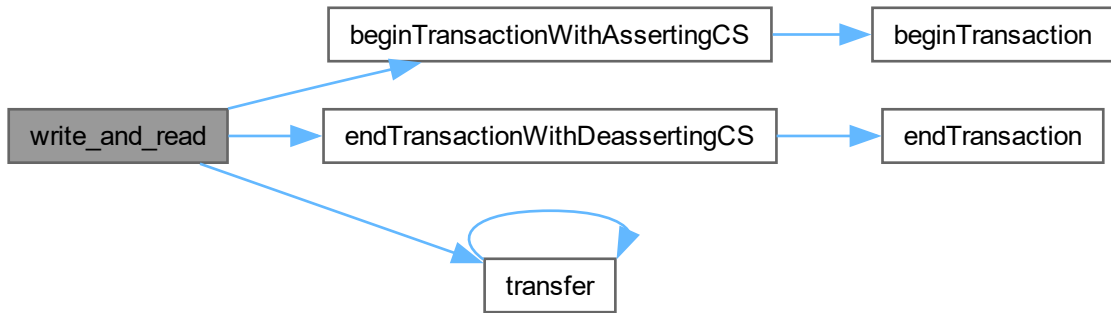 beginTransactionWithAssertingCS
beginTransaction
write_and_read
endTransactionWithDeassertingCS
endTransaction
transfer